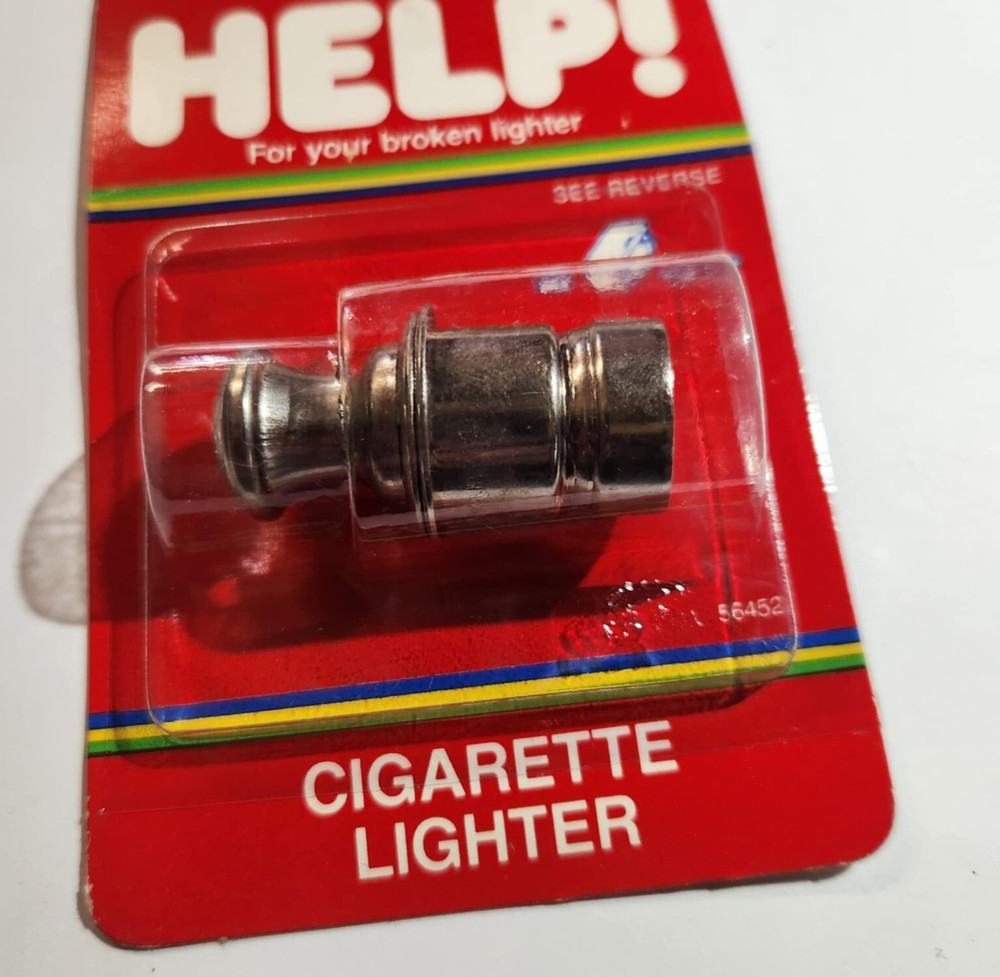 HELP!
For your broken lighter
SEE REVERSE
56452
CIGARETTE
LIGHTER